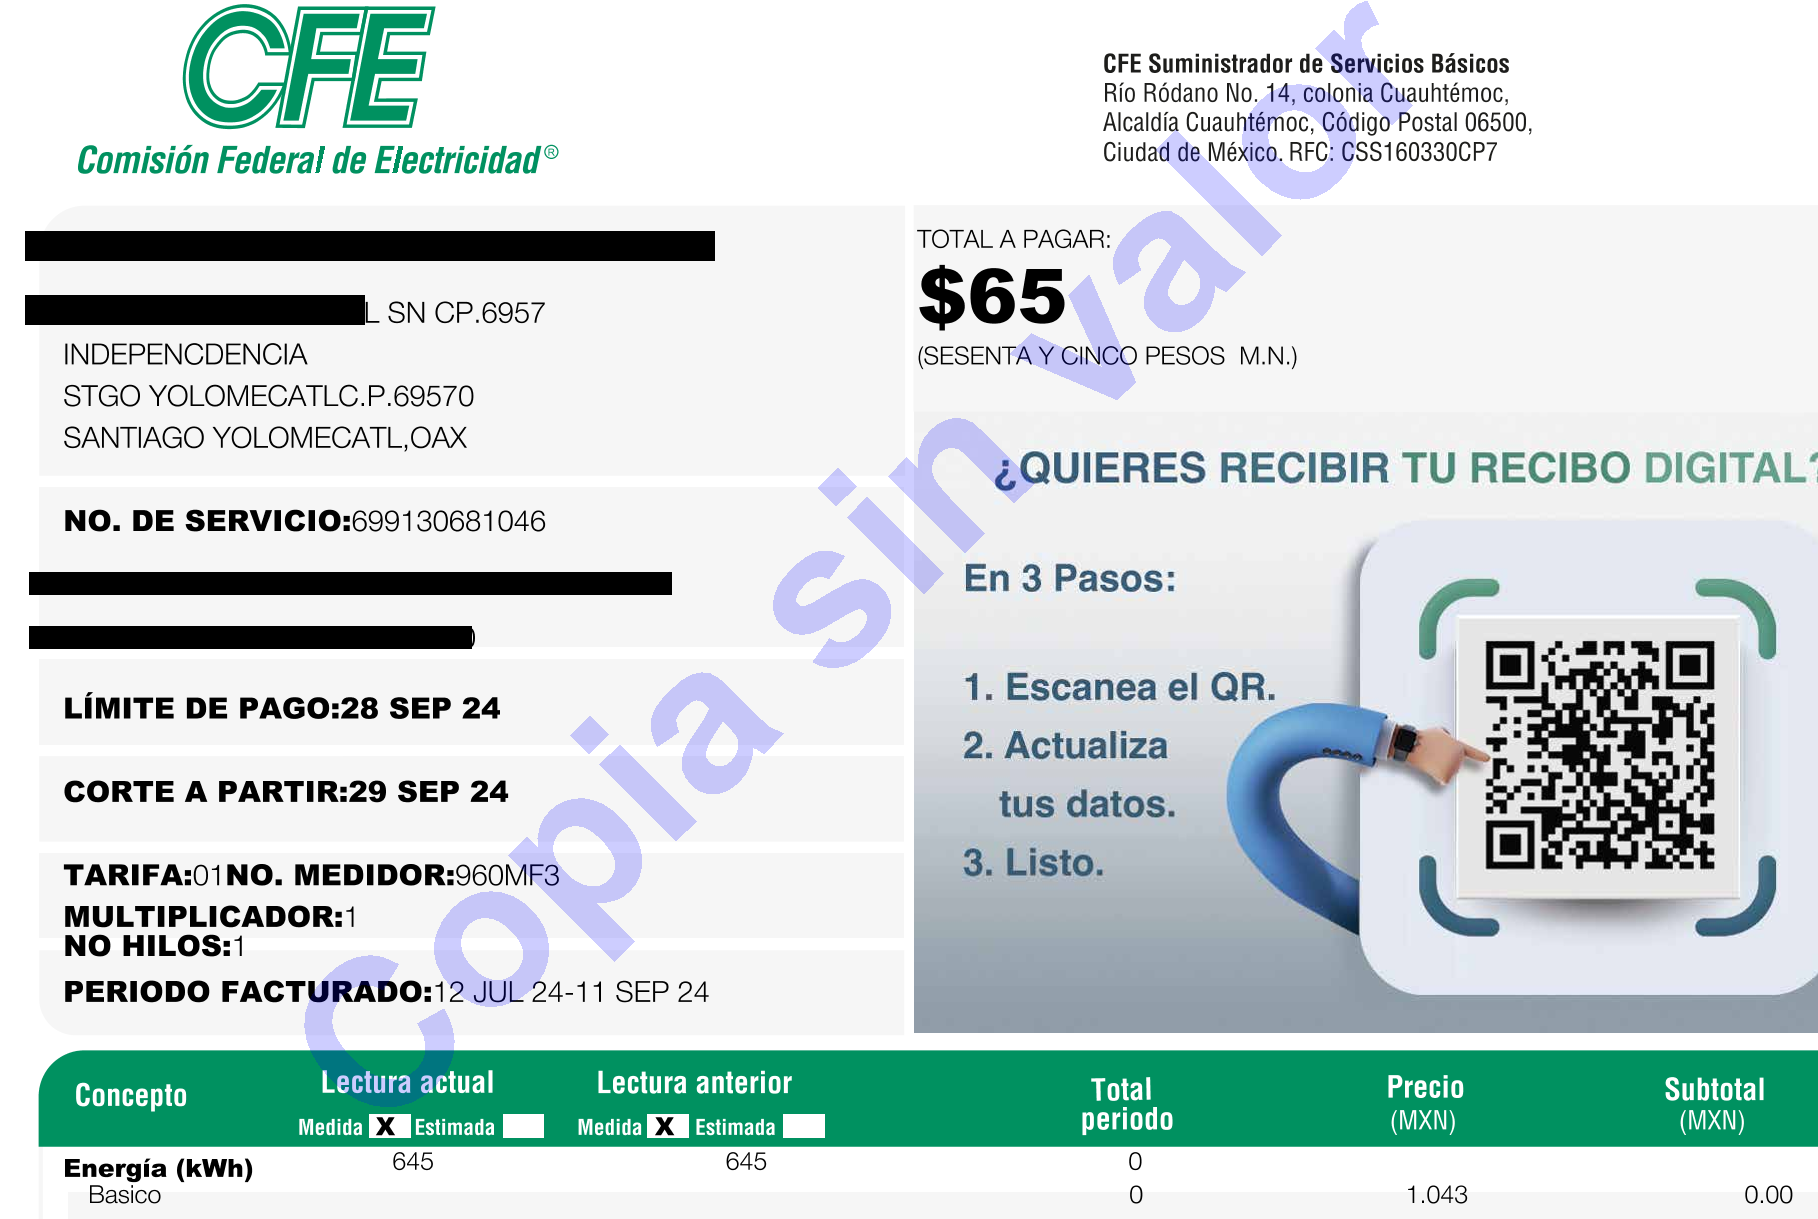 CFE
Comisión Federal de Electricidad®
CFE Suministrador de Servicios Básicos
Río Ródano No. 14, colonia Cuauhtémoc,
Alcaldía Cuauhtémoc, Código Postal 06500,
Ciudad de México. RFC: CSS160330CP7
L SN CP.6957
INDEPENCDENCIA
STGO YOLOMECATLC.P.69570
SANTIAGO YOLOMECATL,OAX
NO. DE SERVICIO:699130681046
LÍMITE DE PAGO:28 SEP 24
CORTE A PARTIR:29 SEP 24
TARIFA:01NO. MEDIDOR:960MF3
MULTIPLICADOR:1
NO HILOS:1
PERIODO FACTURADO:12 JUL 24-11 SEP 24
TOTAL A PAGAR:
$65
(SESENTA Y CINCO PESOS M.N.)
¿QUIERES RECIBIR TU RECIBO DIGITAL?
En 3 Pasos:
1. Escanea el QR.
2. Actualiza
tus datos.
3. Listo.
Copia sin valor
Concepto
Lectura actual
Medida X Estimada
Lectura anterior
Medida X Estimada
Total
periodo
Precio
(MXN)
Subtotal
(MXN)
Energía (kWh) 645 645 0
Basico 0 1.043 0.00